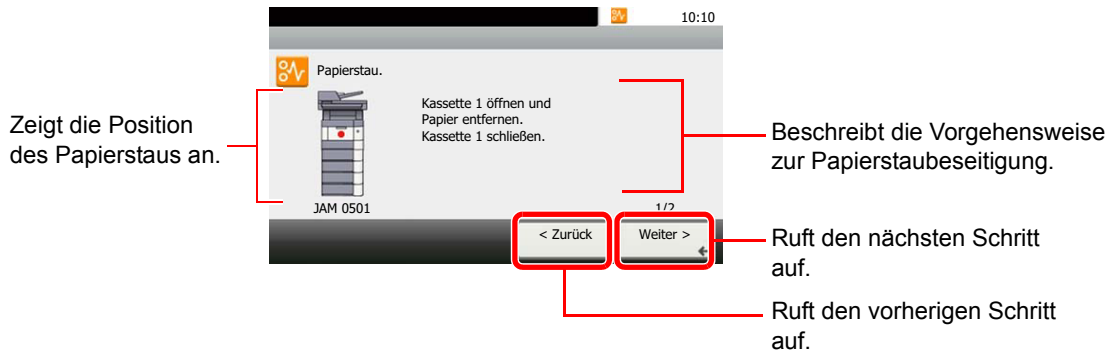 10:10
Papierstau.
Kassette 1 öffnen und
Papier entfernen.
Kassette 1 schließen.
JAM 0501
1/2
< Zurück
Weiter >
Zeigt die Position
des Papierstaus an.
Beschreibt die Vorgehensweise
zur Papierstaubeseitigung.
Ruft den nächsten Schritt
auf.
Ruft den vorherigen Schritt
auf.